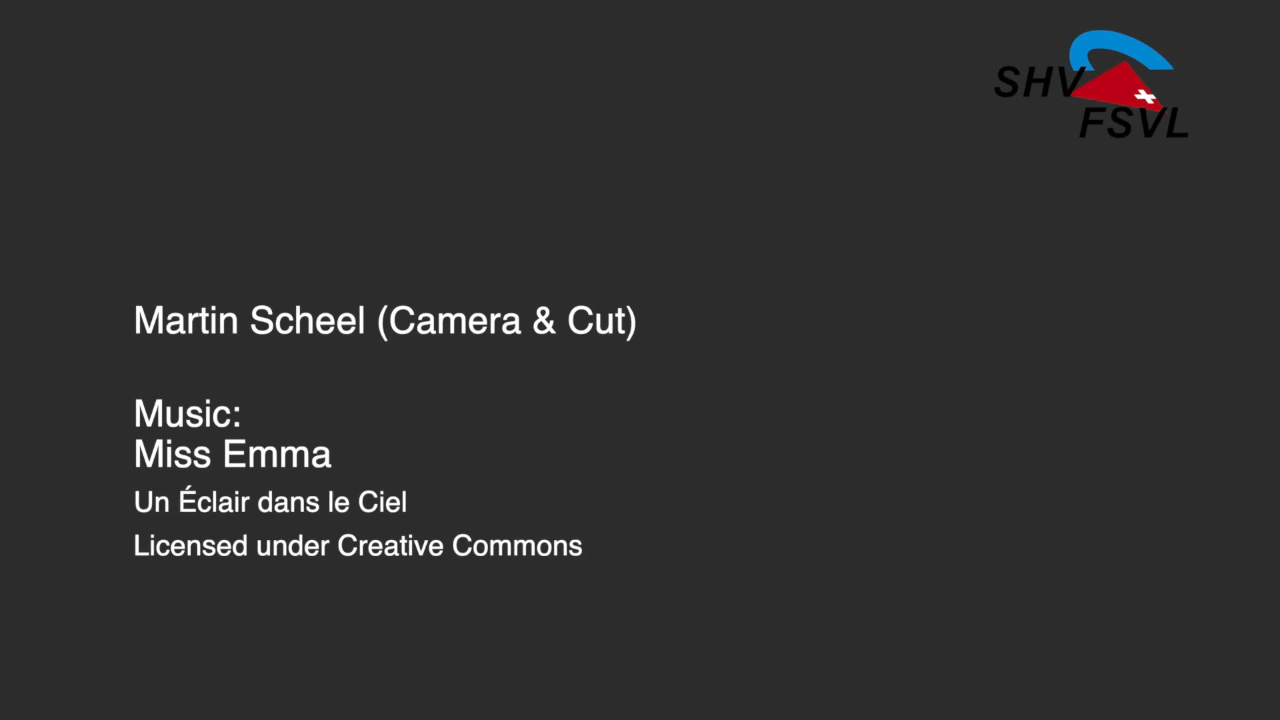 SHV
FSVL
Martin Scheel (Camera & Cut)
Music:
Miss Emma
Un Éclair dans le Ciel
Licensed under Creative Commons